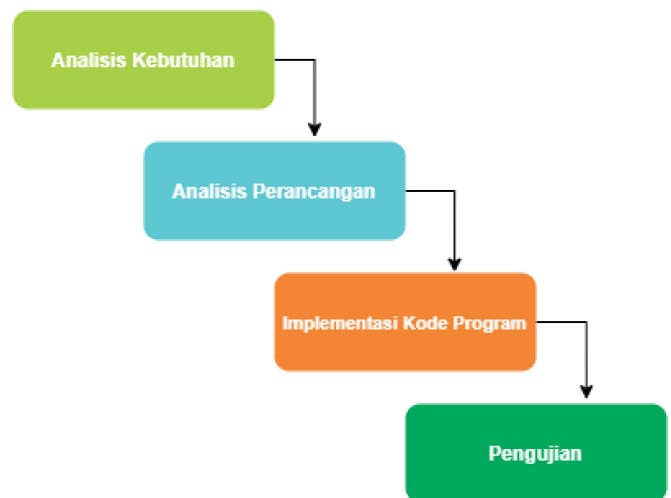 Analisis Kebutuhan
Analisis Perancangan
Implementasi Kode Program
Pengujian